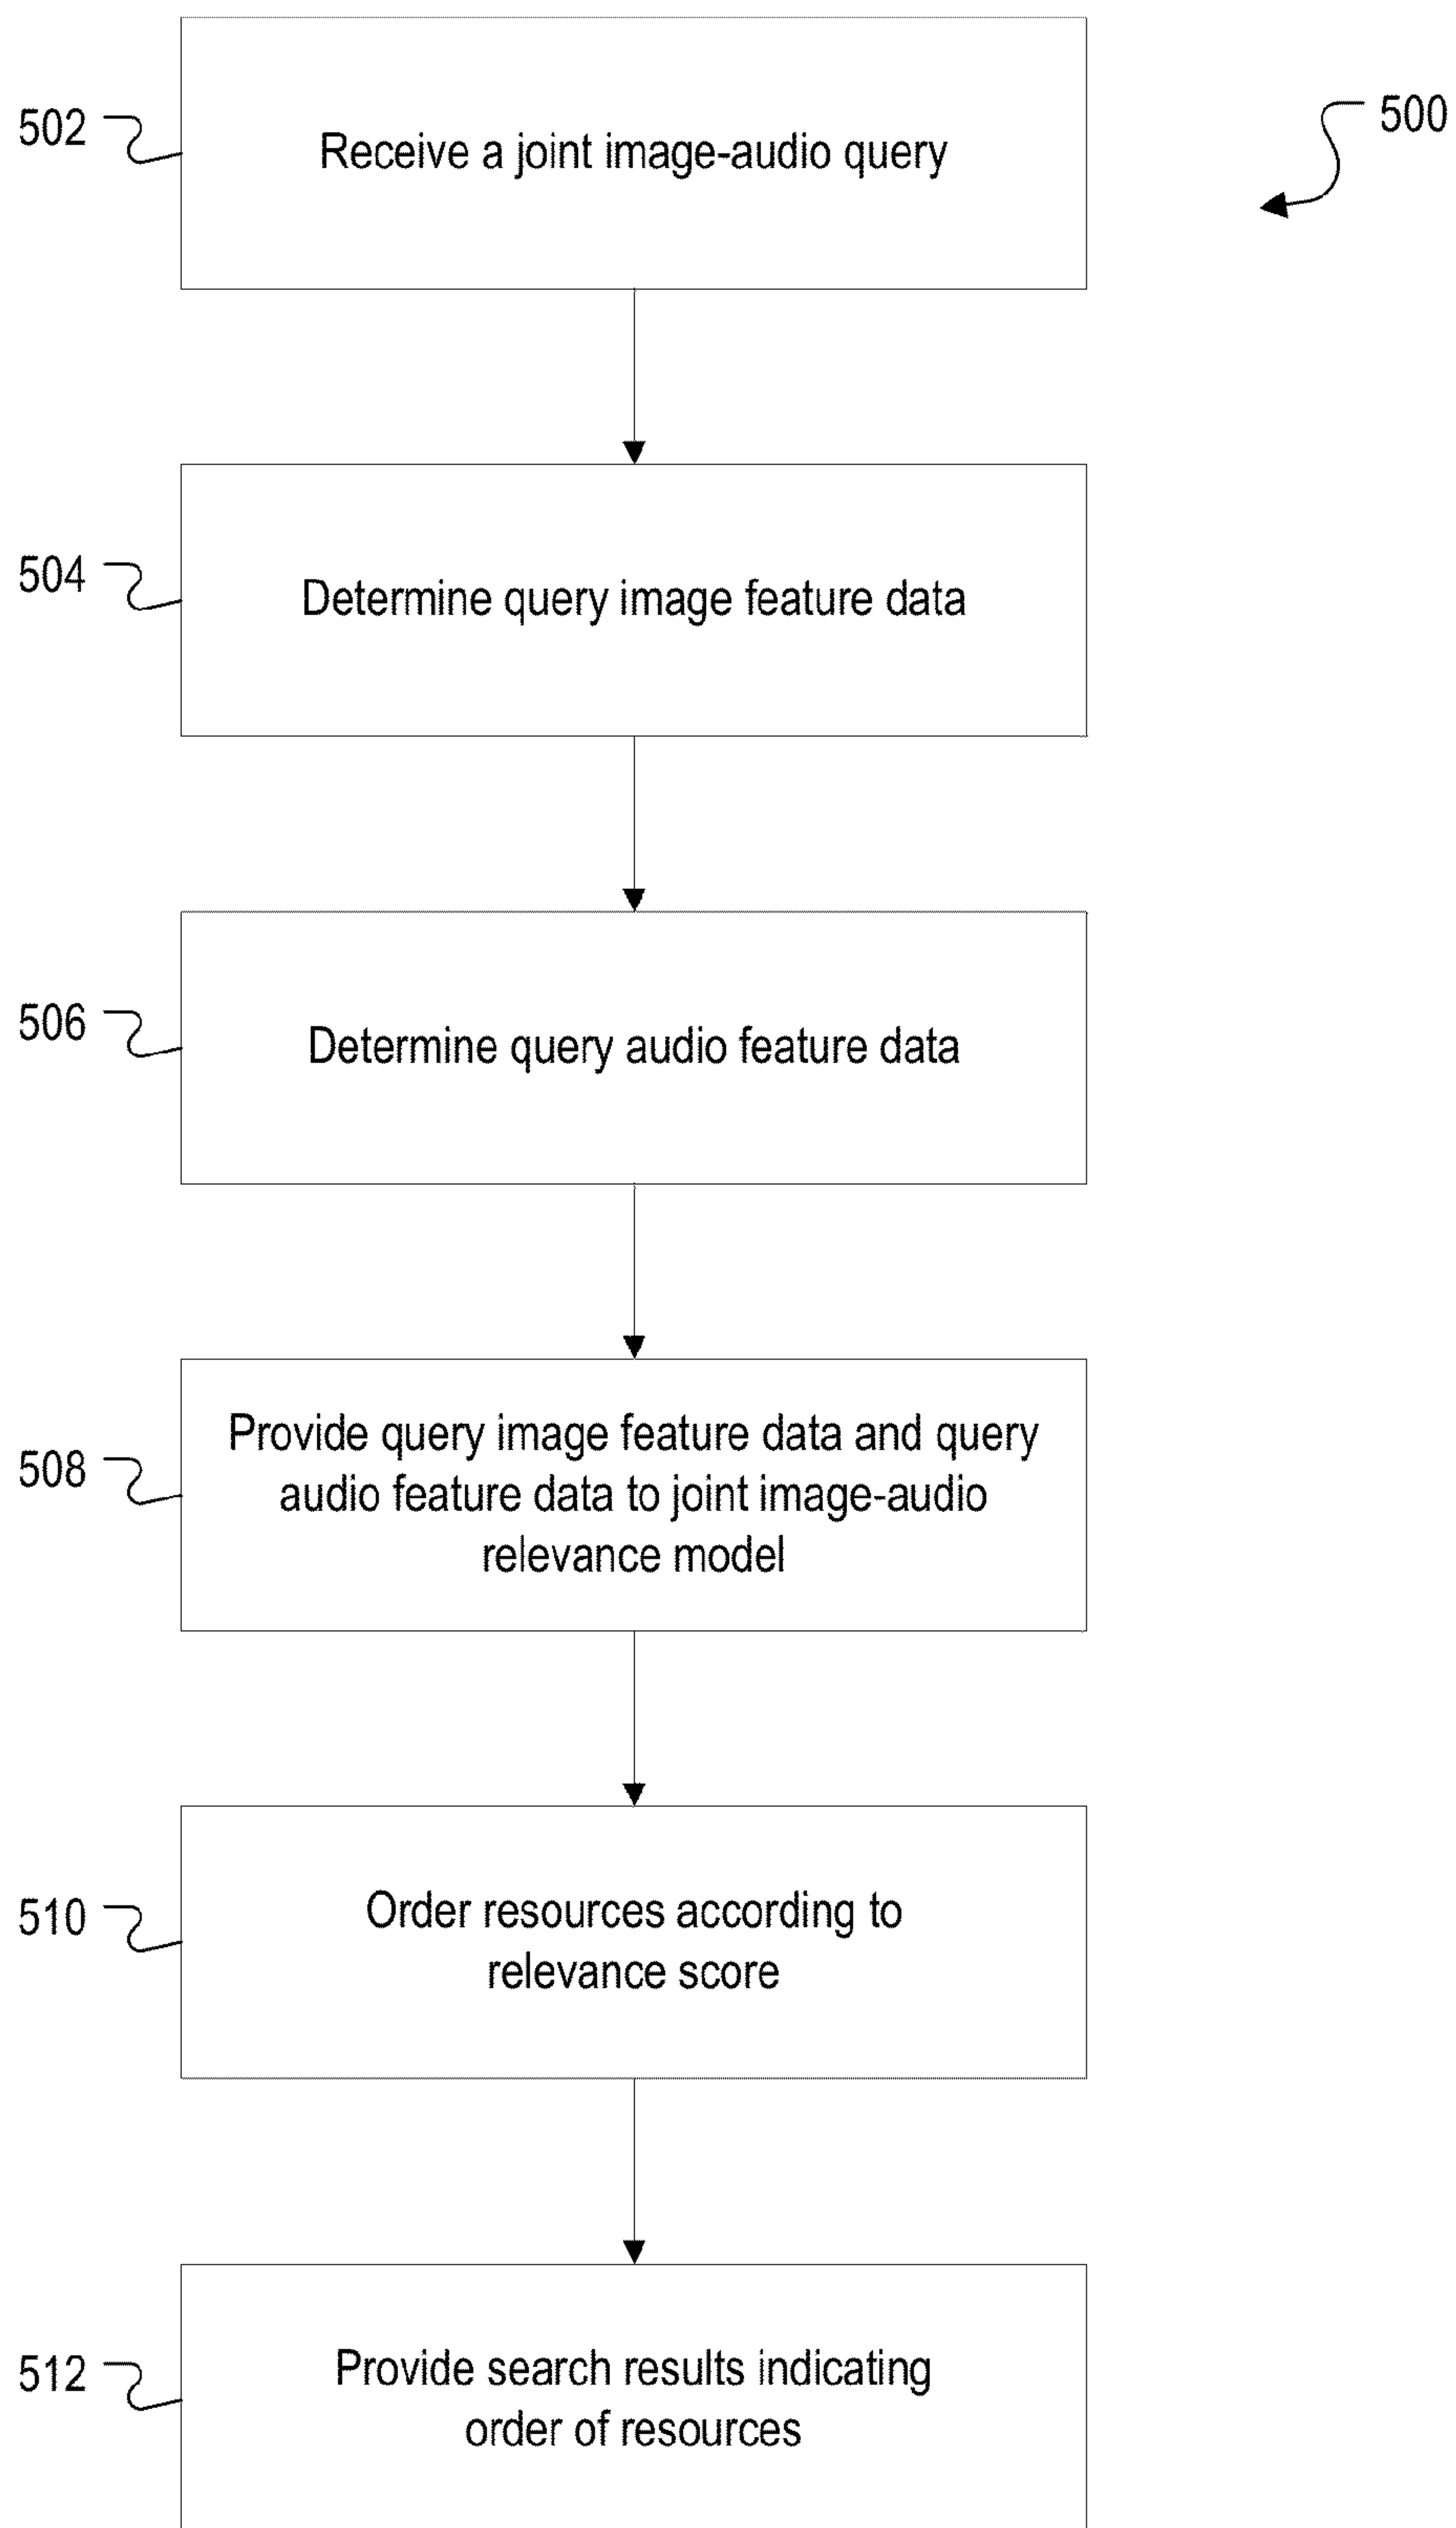 500
502
Receive a joint image-audio query
504
Determine query image feature data
506
Determine query audio feature data
508
Provide query image feature data and query
audio feature data to joint image-audio
relevance model
510
Order resources according to
relevance score
512
Provide search results indicating
order of resources